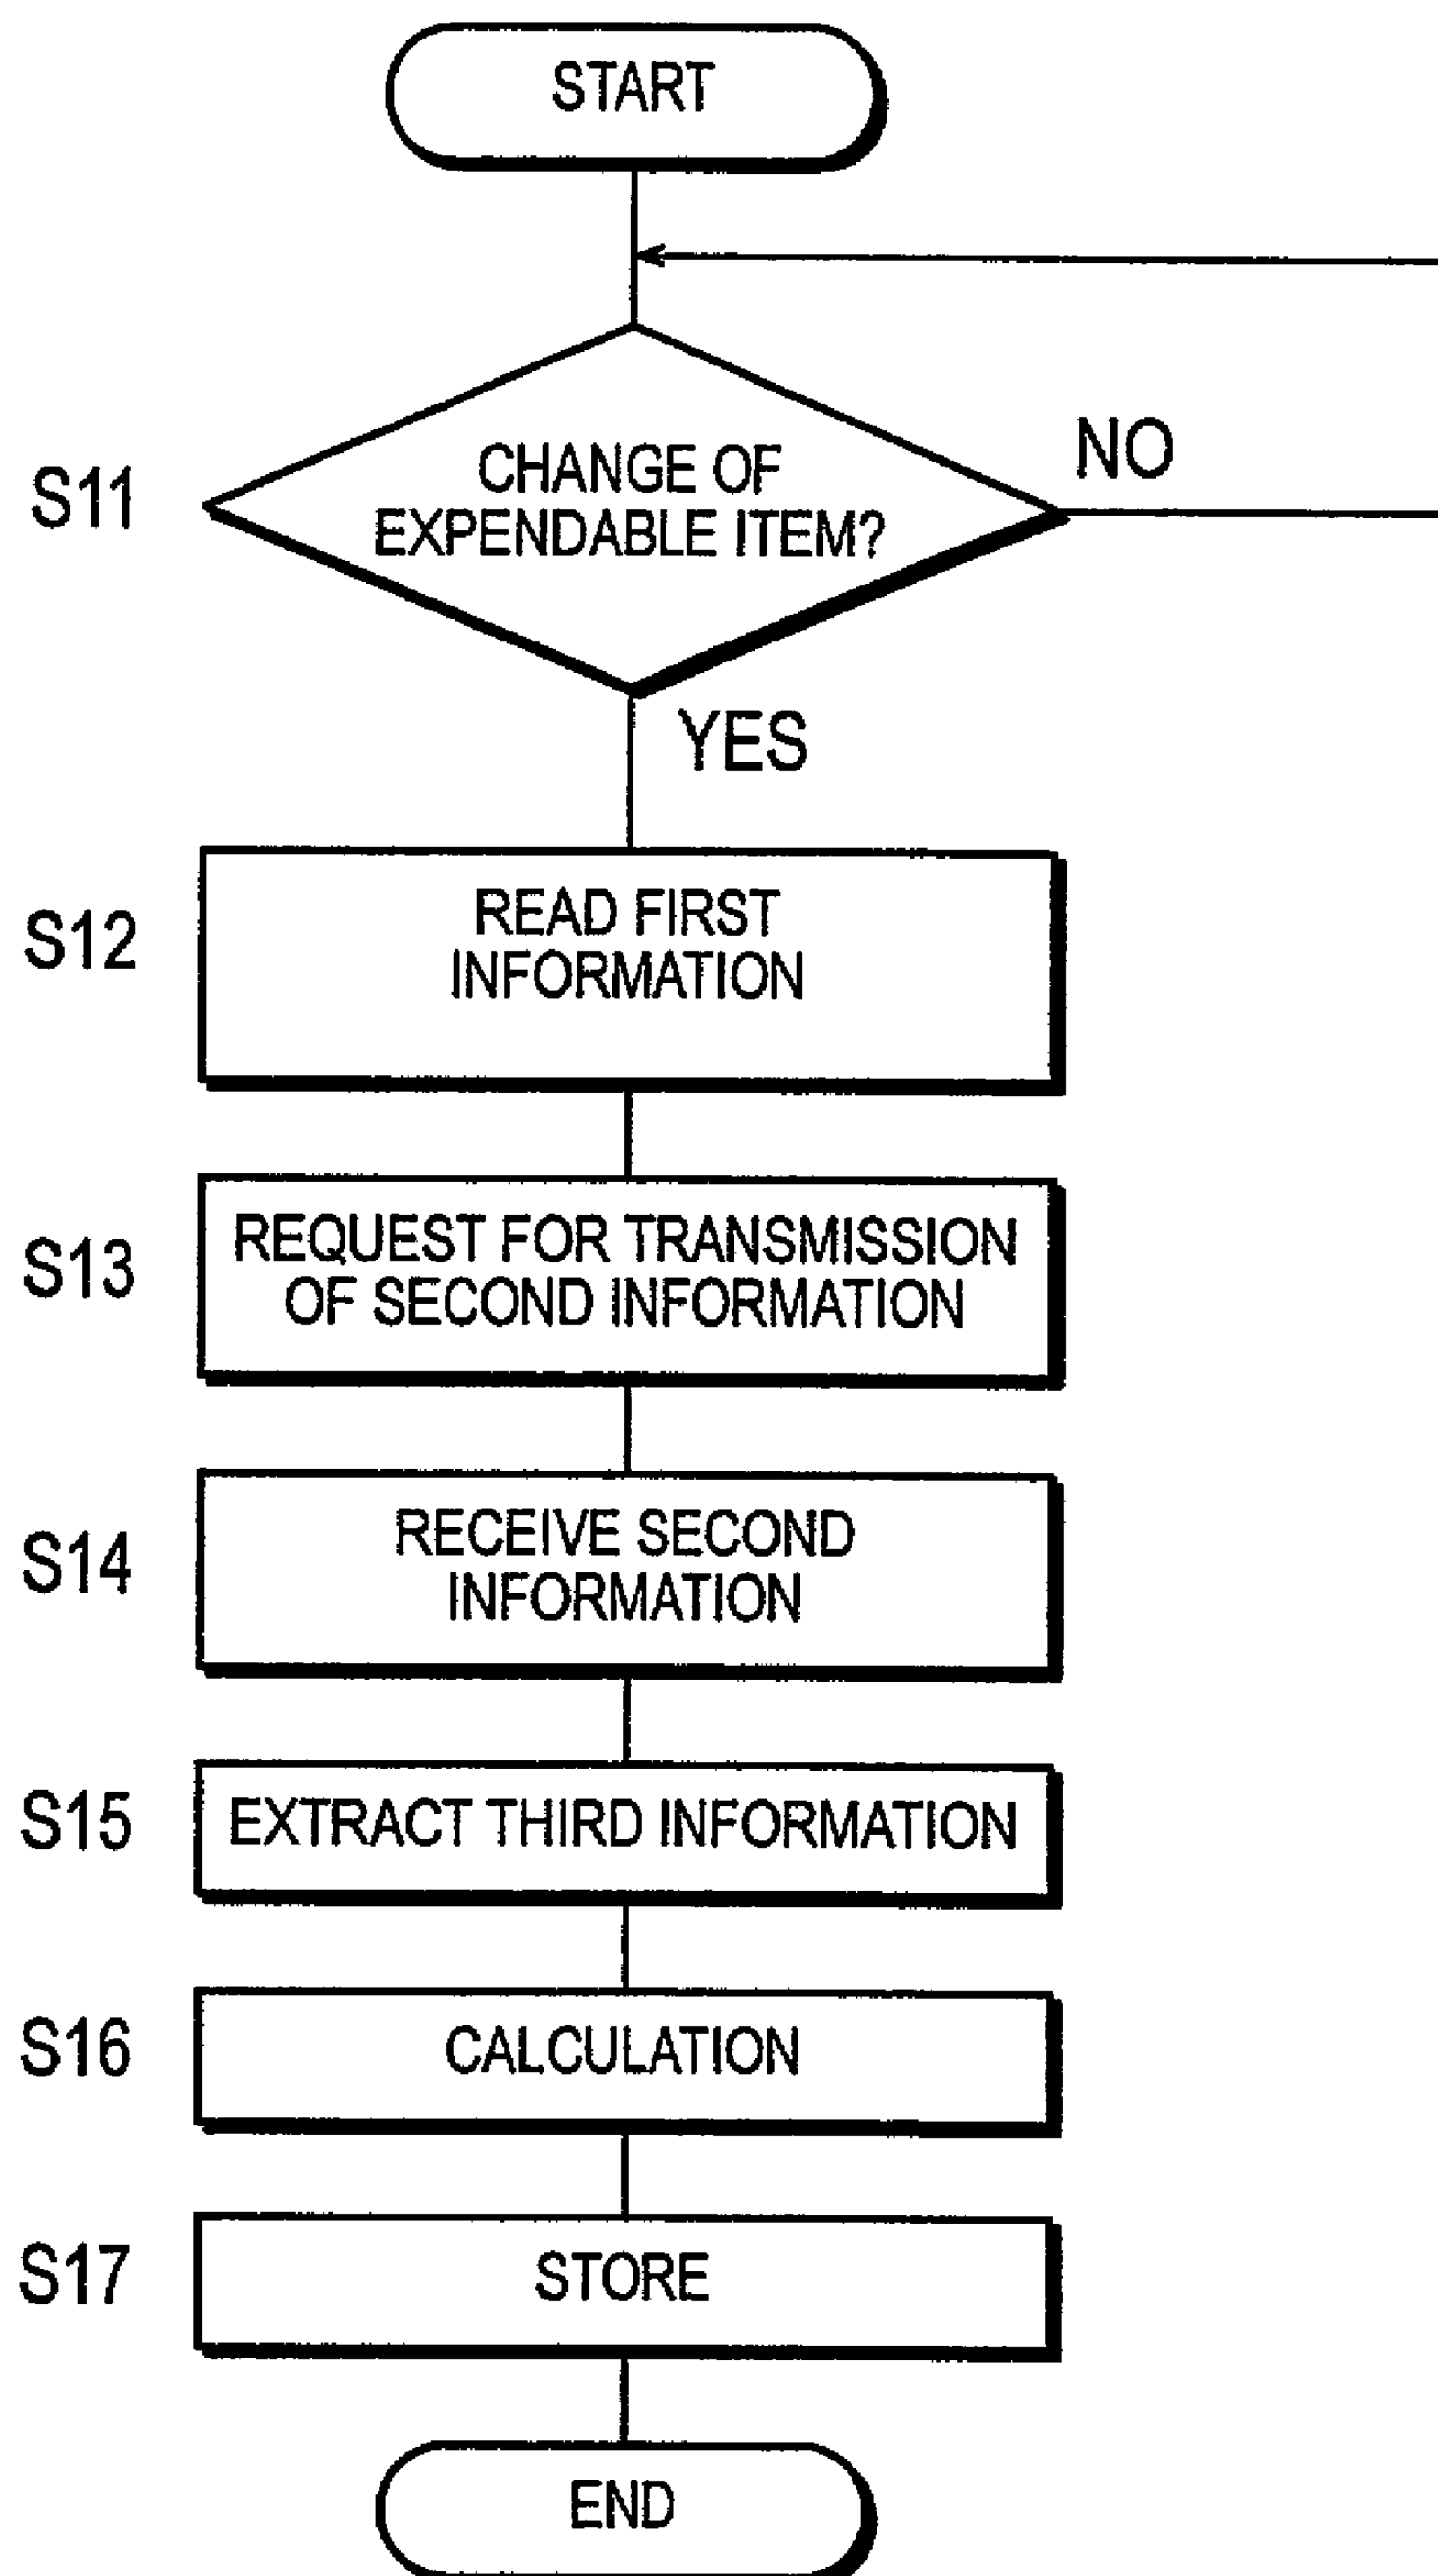 START
S11
CHANGE OF
EXPENDABLE ITEM?
NO
YES
S12
READ FIRST
INFORMATION
S13
REQUEST FOR TRANSMISSION
OF SECOND INFORMATION
S14
RECEIVE SECOND
INFORMATION
S15
EXTRACT THIRD INFORMATION
S16
CALCULATION
S17
STORE
END